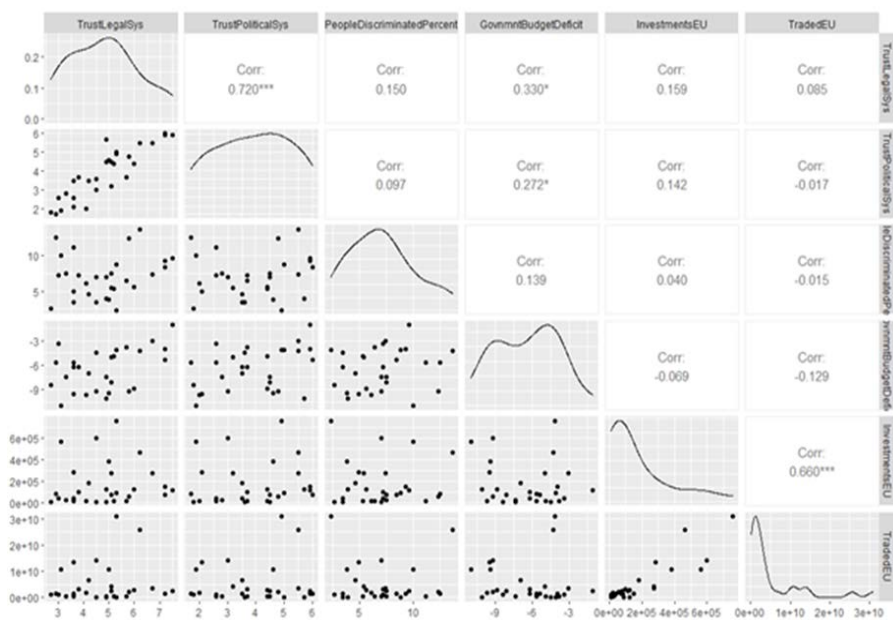 TrustLegalSys TrustPoliticalSys PeopleDiscriminatedPercent GovnmntBudgetDeficit InvestmentsEU TradedEU
0.2
0.1
0.0
Corr:
0.720***
Corr:
0.150
Corr:
0.330*
Corr:
0.159
Corr:
0.085
TrustLegalSys
6
5
4
3
2
Corr:
0.097
Corr:
0.272*
Corr:
0.142
Corr:
-0.017
TrustPoliticalSys
10
5
Corr:
0.139
Corr:
0.040
Corr:
-0.015
leDiscriminatedPe
-3
-6
-9
Corr:
-0.069
Corr:
-0.129
nmntBudgetDefi
6e+05
4e+05
2e+05
0e+00
Corr:
0.660***
InvestmentsEU
3e+10
2e+10
1e+10
0e+00
TradedEU
3 4 5 6 7 2 3 4 5 6 5 10 -9 -6 -3 0e+00 2e+05 4e+05 6e+05 0e+00 1e+10 2e+10 3e+10